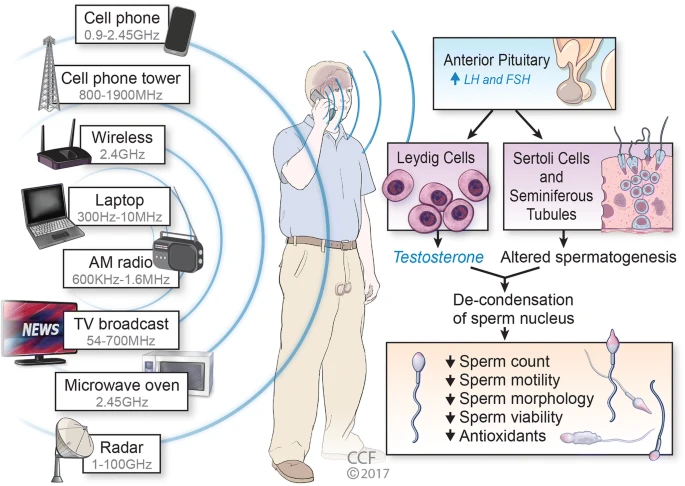 Cell phone
0.9-2.45GHz
Cell phone tower
800-1900MHz
Wireless
2.4GHz
Laptop
300Hz-10MHz
AM radio
600KHz-1.6MHz
NEWS
TV broadcast
54-700MHz
Microwave oven
2.45GHz
Radar
1-100GHz
Anterior Pituitary
LH and FSH
Leydig Cells
Sertoli Cells
and
Seminiferous
Tubules
Testosterone
Altered spermatogenesis
De-condensation
of sperm nucleus
Sperm count
Sperm motility
Sperm morphology
Sperm viability
Antioxidants
CCF
©2017